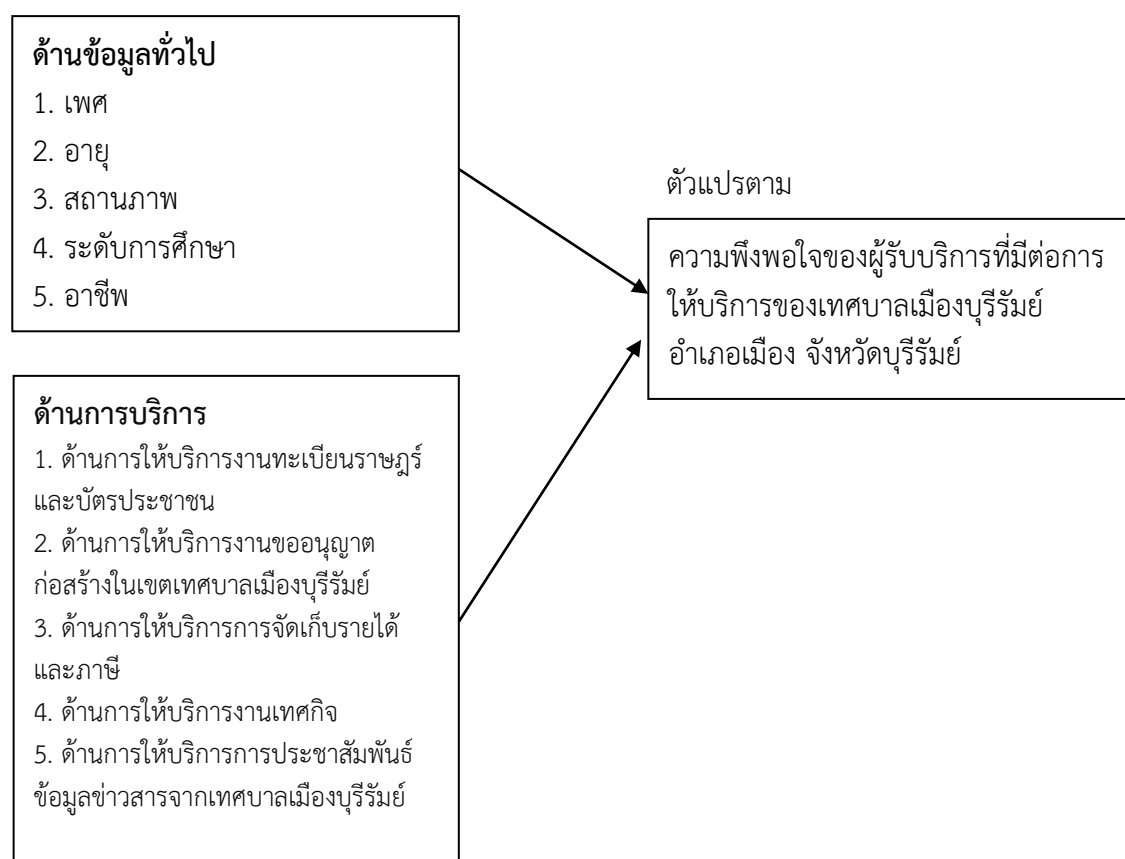 ด้านข้อมูลทั่วไป
1. เพศ
2. อายุ
3. สถานภาพ
4. ระดับการศึกษา
5. อาชีพ
ตัวแปรตาม
ความพึงพอใจของผู้รับบริการที่มีต่อการ
ให้บริการของเทศบาลเมืองบุรีรัมย์
อำเภอเมือง จังหวัดบุรีรัมย์
ด้านการบริการ
1. ด้านการให้บริการงานทะเบียนราษฎร์
และบัตรประชาชน
2. ด้านการให้บริการงานขออนุญาต
ก่อสร้างในเขตเทศบาลเมืองบุรีรัมย์
3. ด้านการให้บริการการจัดเก็บรายได้
และภาษี
4. ด้านการให้บริการงานเทศกิจ
5. ด้านการให้บริการการประชาสัมพันธ์
ข้อมูลข่าวสารจากเทศบาลเมืองบุรีรัมย์